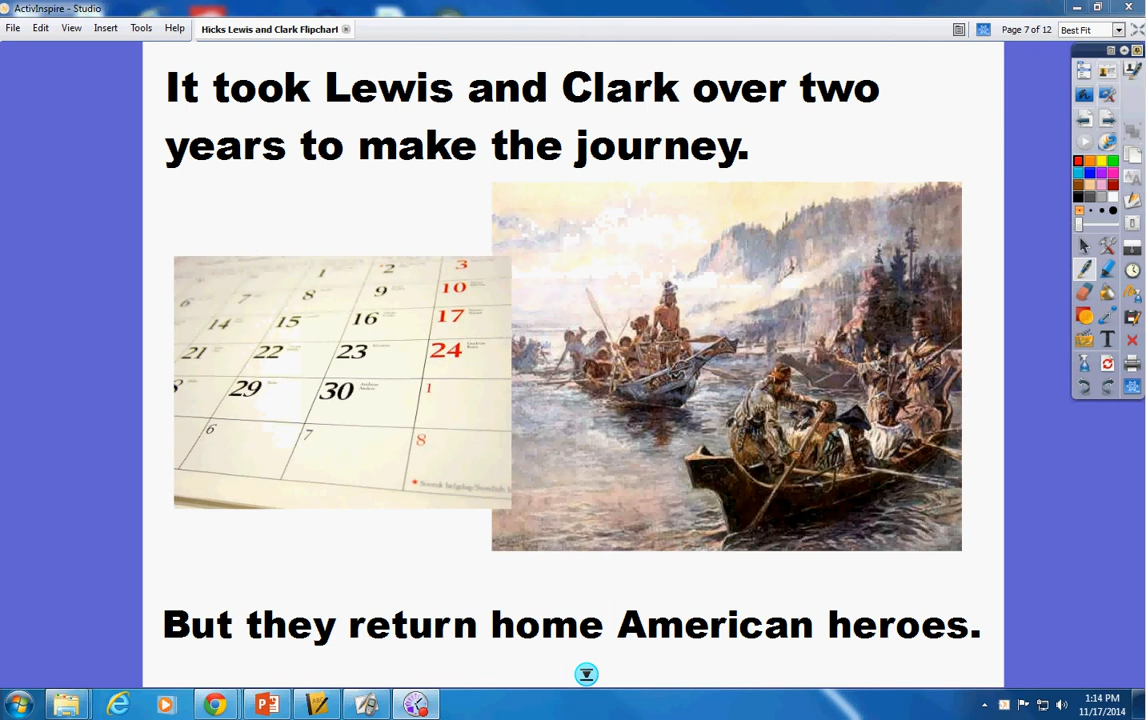 ActivInspire - Studio
File Edit View Insert Tools Help Hicks Lewis and Clark Flipchart Page 7 of 12 Best Fit
It took Lewis and Clark over two
years to make the journey.
1 2 3
6 7 8 9 10
14 15 16 17
21 22 23 24
29 30 1
6 7 8
But they return home American heroes.
1:14 PM
11/17/2014